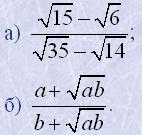 а) (√15 − √6) / (√35 − √14);
б) (a + √ab) / (b + √ab).